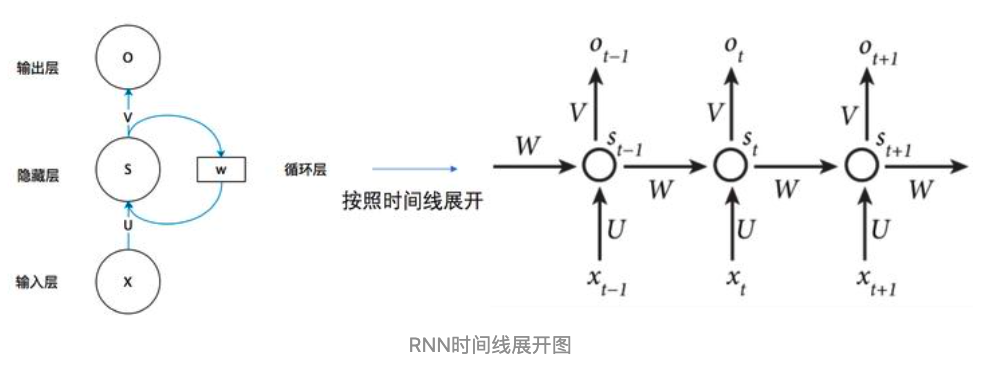 输出层
O
V
隐藏层
S
W
循环层
U
输入层
X
按照时间线展开
o_{t-1}
o_t
o_{t+1}
V
V
V
W
s_{t-1}
s_t
s_{t+1}
W
W
W
U
U
U
x_{t-1}
x_t
x_{t+1}
RNN时间线展开图